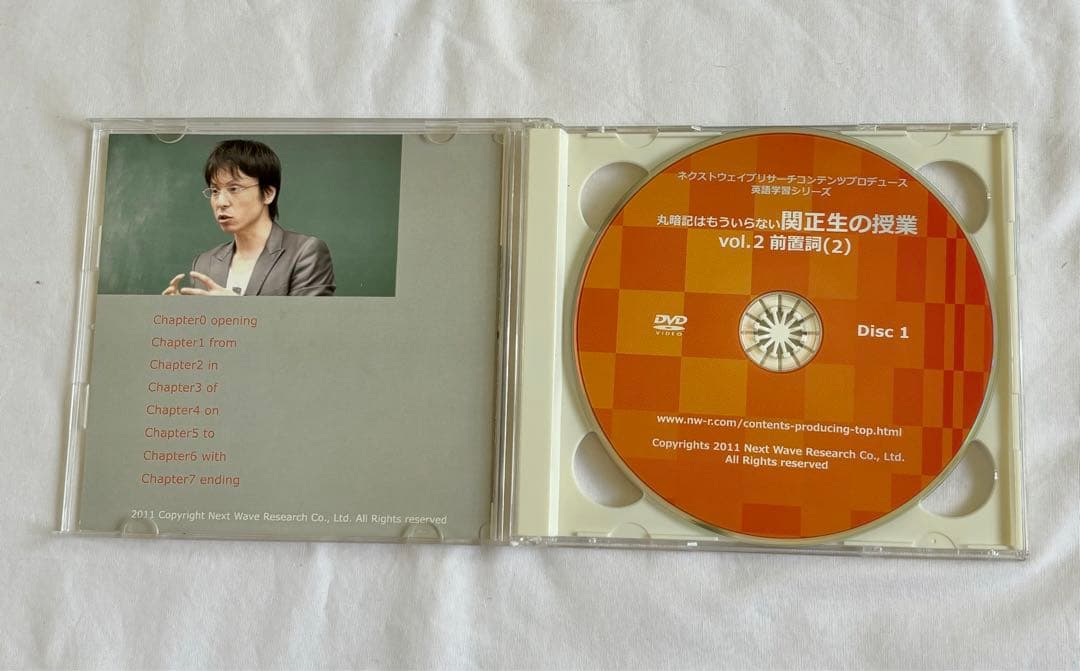 Chapter0 opening
Chapter1 from
Chapter2 in
Chapter3 of
Chapter4 on
Chapter5 to
Chapter6 with
Chapter7 ending
2011 Copyright Next Wave Research Co., Ltd. All Rights reserved
ネクストウェイブリサーチコンテンツプロデュース
英語学習シリーズ
丸暗記はもういらない関正生の授業
vol.2 前置詞(2)
DVD
VIDEO
Disc 1
www.nw-r.com/contents-producing-top.html
Copyrights 2011 Next Wave Research Co., Ltd.
All Rights reserved